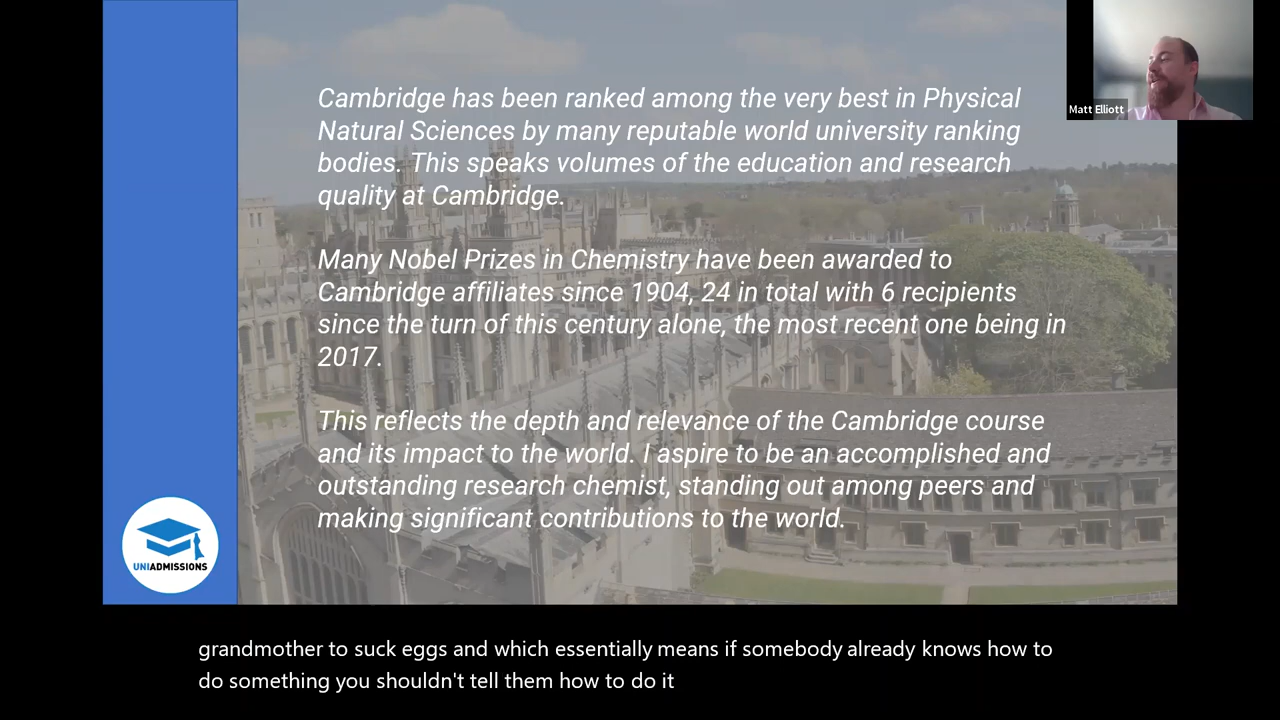 Cambridge has been ranked among the very best in Physical
Natural Sciences by many reputable world university ranking
bodies. This speaks volumes of the education and research
quality at Cambridge.
Many Nobel Prizes in Chemistry have been awarded to
Cambridge affiliates since 1904, 24 in total with 6 recipients
since the turn of this century alone, the most recent one being in
2017.
This reflects the depth and relevance of the Cambridge course
and its impact to the world. I aspire to be an accomplished and
outstanding research chemist, standing out among peers and
making significant contributions to the world.
Matt Elliott
UNIADMISSIONS
grandmother to suck eggs and which essentially means if somebody already knows how to
do something you shouldn't tell them how to do it